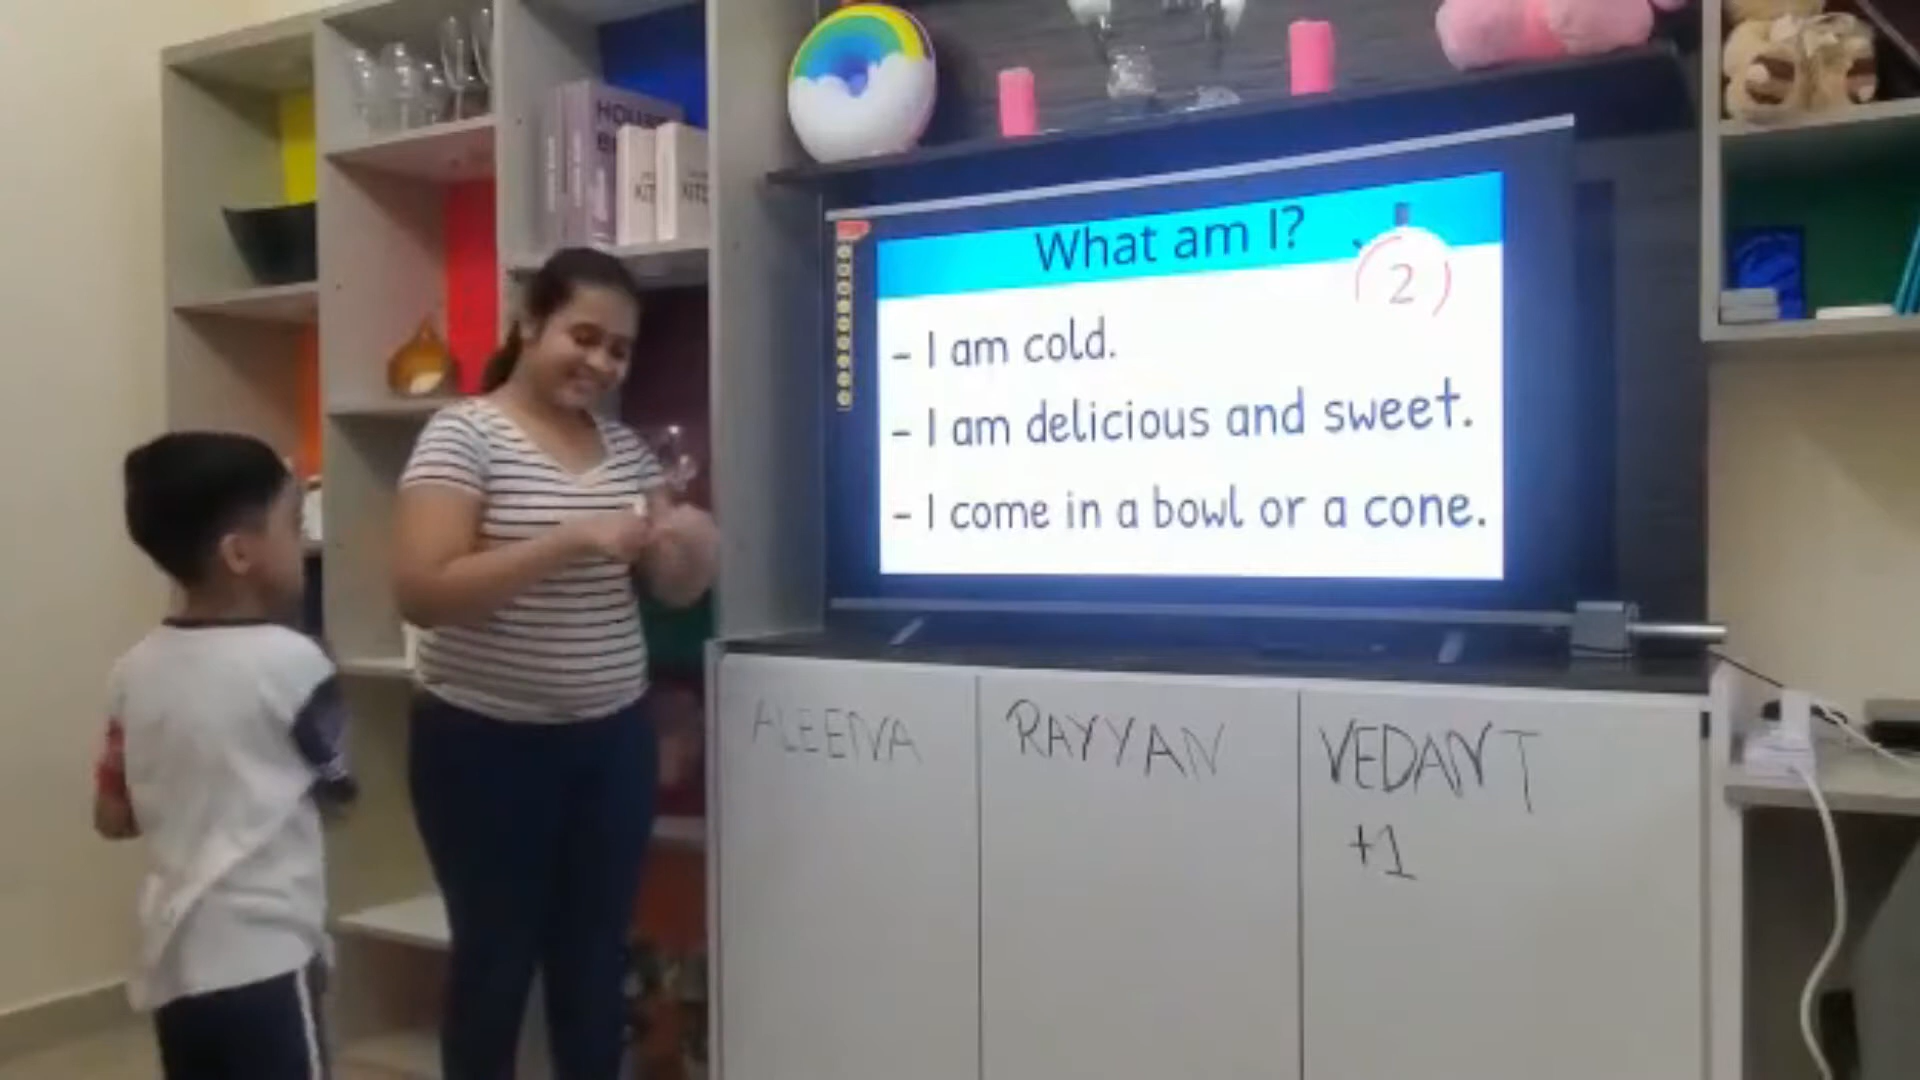 What am I?
2
- I am cold.
- I am delicious and sweet.
- I come in a bowl or a cone.
ALEENA
RAYYAN
VEDANT
+1